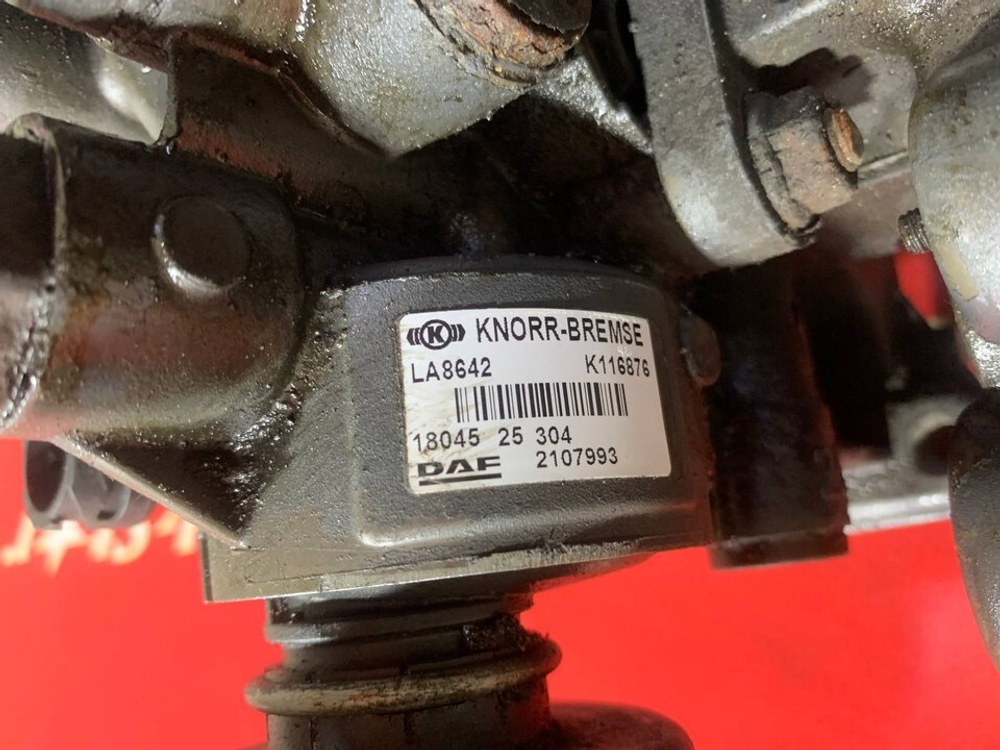 ((K)) KNORR-BREMSE
LA8642 K116876
18045 25 304
DAF 2107993